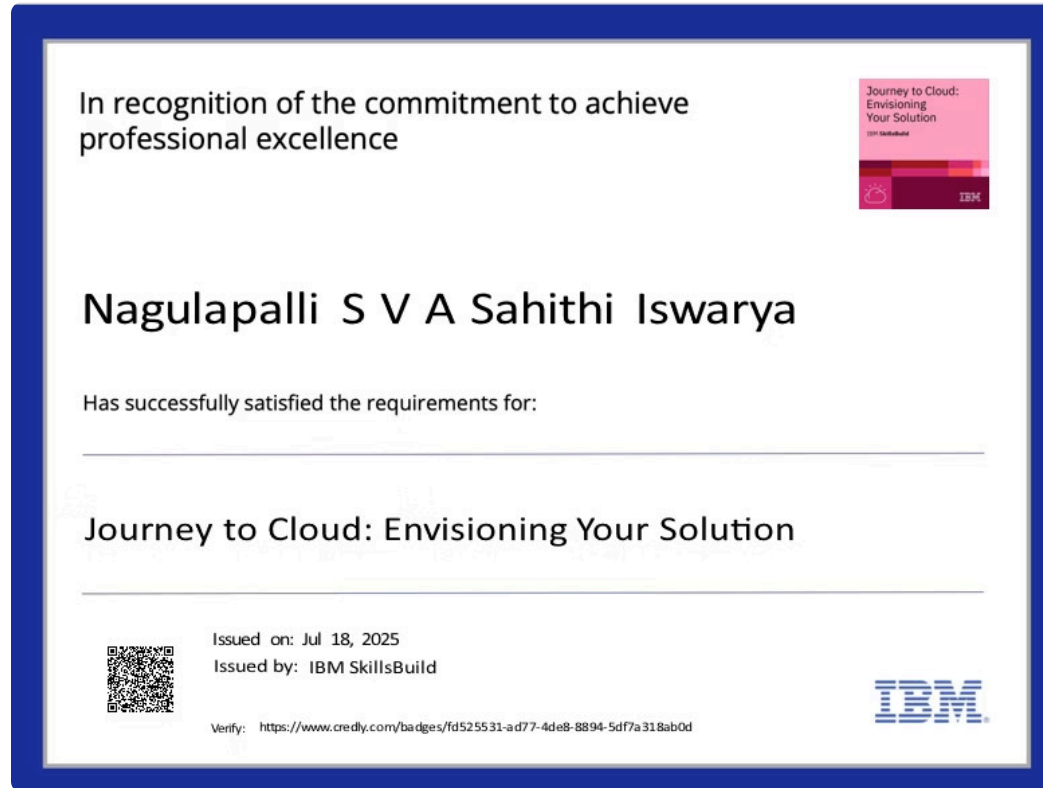 In recognition of the commitment to achieve
professional excellence
Journey to Cloud:
Envisioning
Your Solution
IBM SkillsBuild
IBM
Nagulapalli S V A Sahithi Iswarya
Has successfully satisfied the requirements for:
Journey to Cloud: Envisioning Your Solution
Issued on: Jul 18, 2025
Issued by: IBM SkillsBuild
Verify: https://www.credly.com/badges/fd525531-ad77-4de8-8894-5df7a318ab0d
IBM.